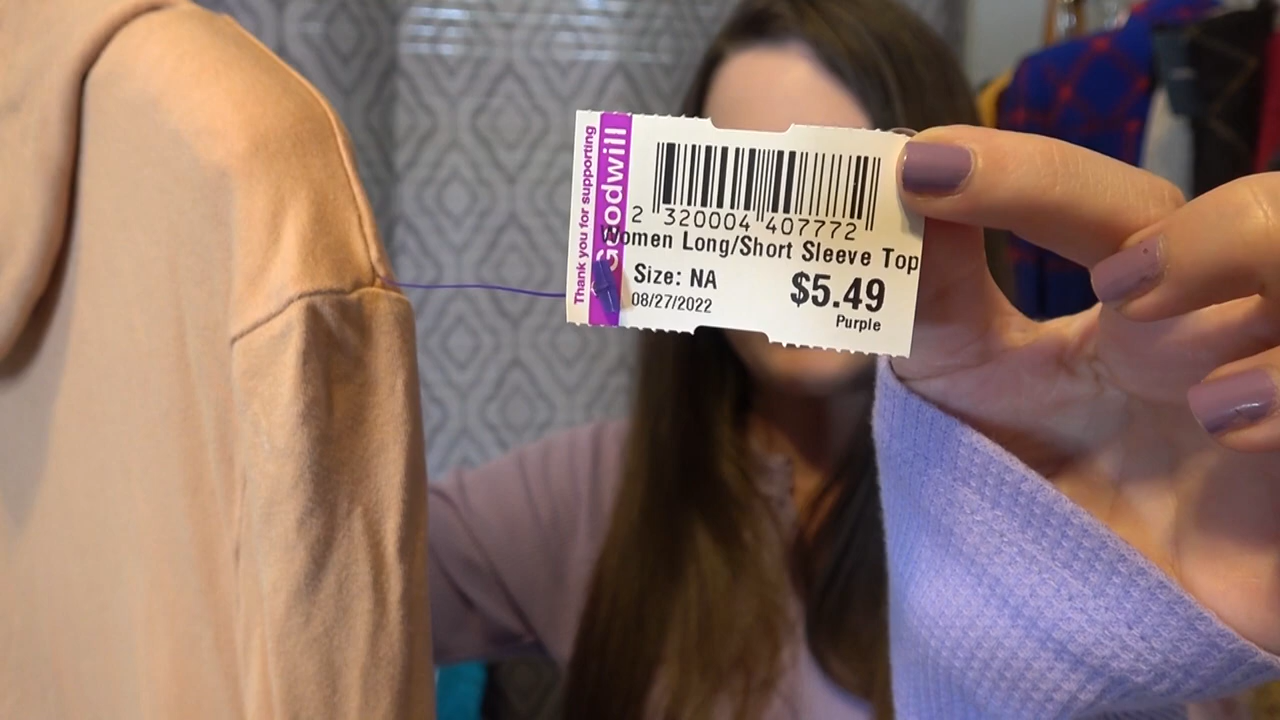 Thank you for supporting
Goodwill
2 320004 407772
Women Long/Short Sleeve Top
Size: NA
$5.49
08/27/2022
Purple